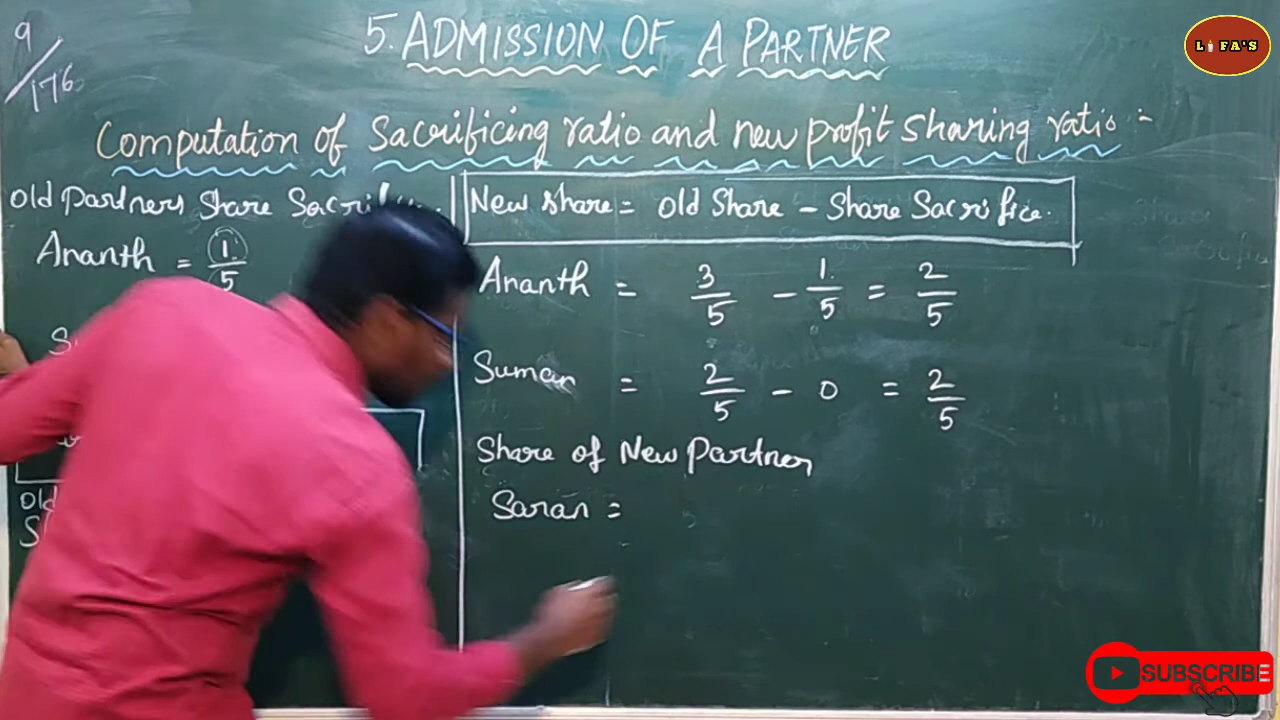 9/176
5. ADMISSION OF A PARTNER
LIFA'S
Computation of Sacrificing ratio and new profit sharing ratio :-
Old Partners Share
Ananth = 1/5
Old
New Share = Old Share - Share Sacrifice.
Ananth = 3/5 - 1/5 = 2/5
Suman = 2/5 - 0 = 2/5
Share of New Partner
Saran =
SUBSCRIBE